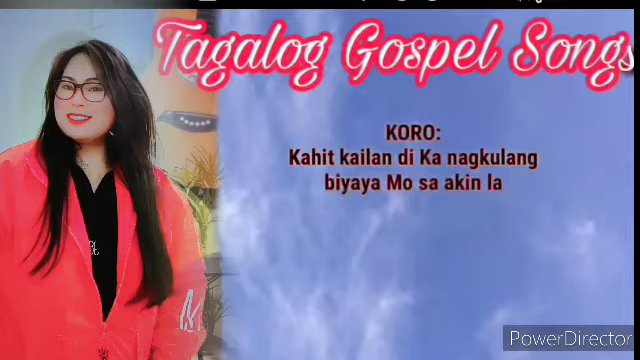 Tagalog Gospel Songs
KORO:
Kahit kailan di Ka nagkulang
biyaya Mo sa akin la
PowerDirector